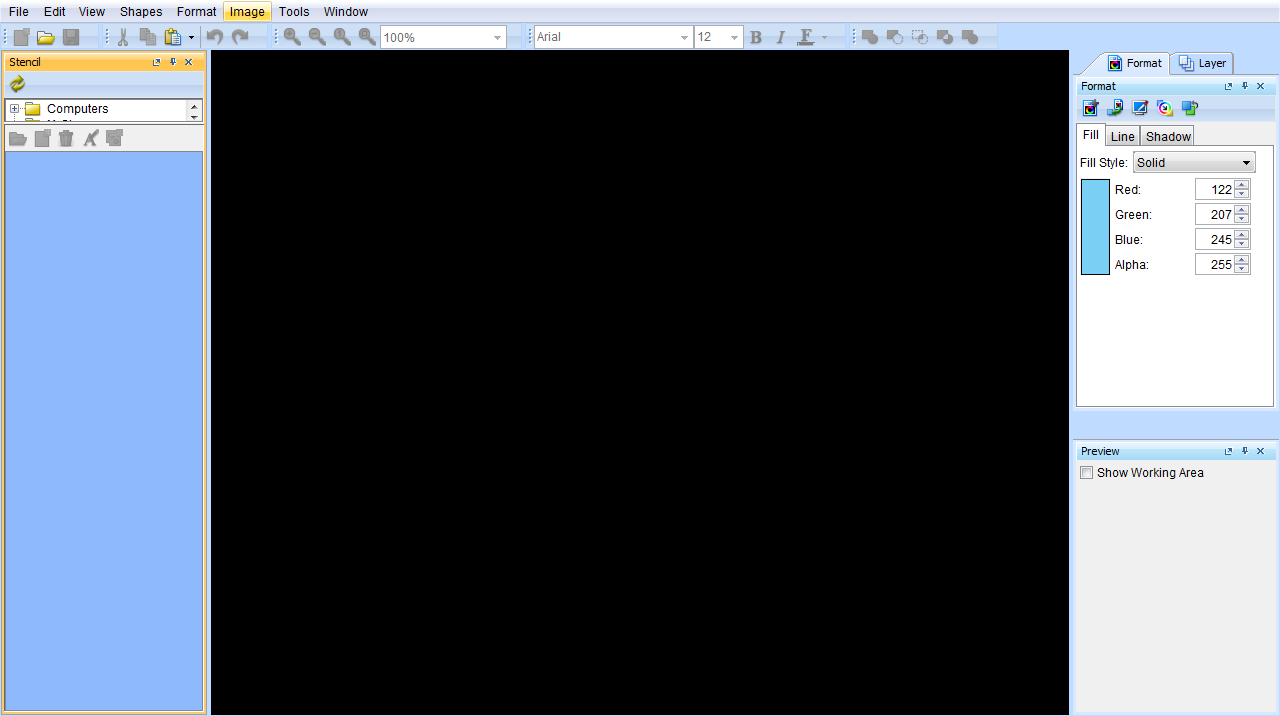 File Edit View Shapes Format Image Tools Window
100% Arial 12 B I F
Stencil
Computers
Format Layer
Format
Fill Line Shadow
Fill Style: Solid
Red: 122
Green: 207
Blue: 245
Alpha: 255
Preview
Show Working Area